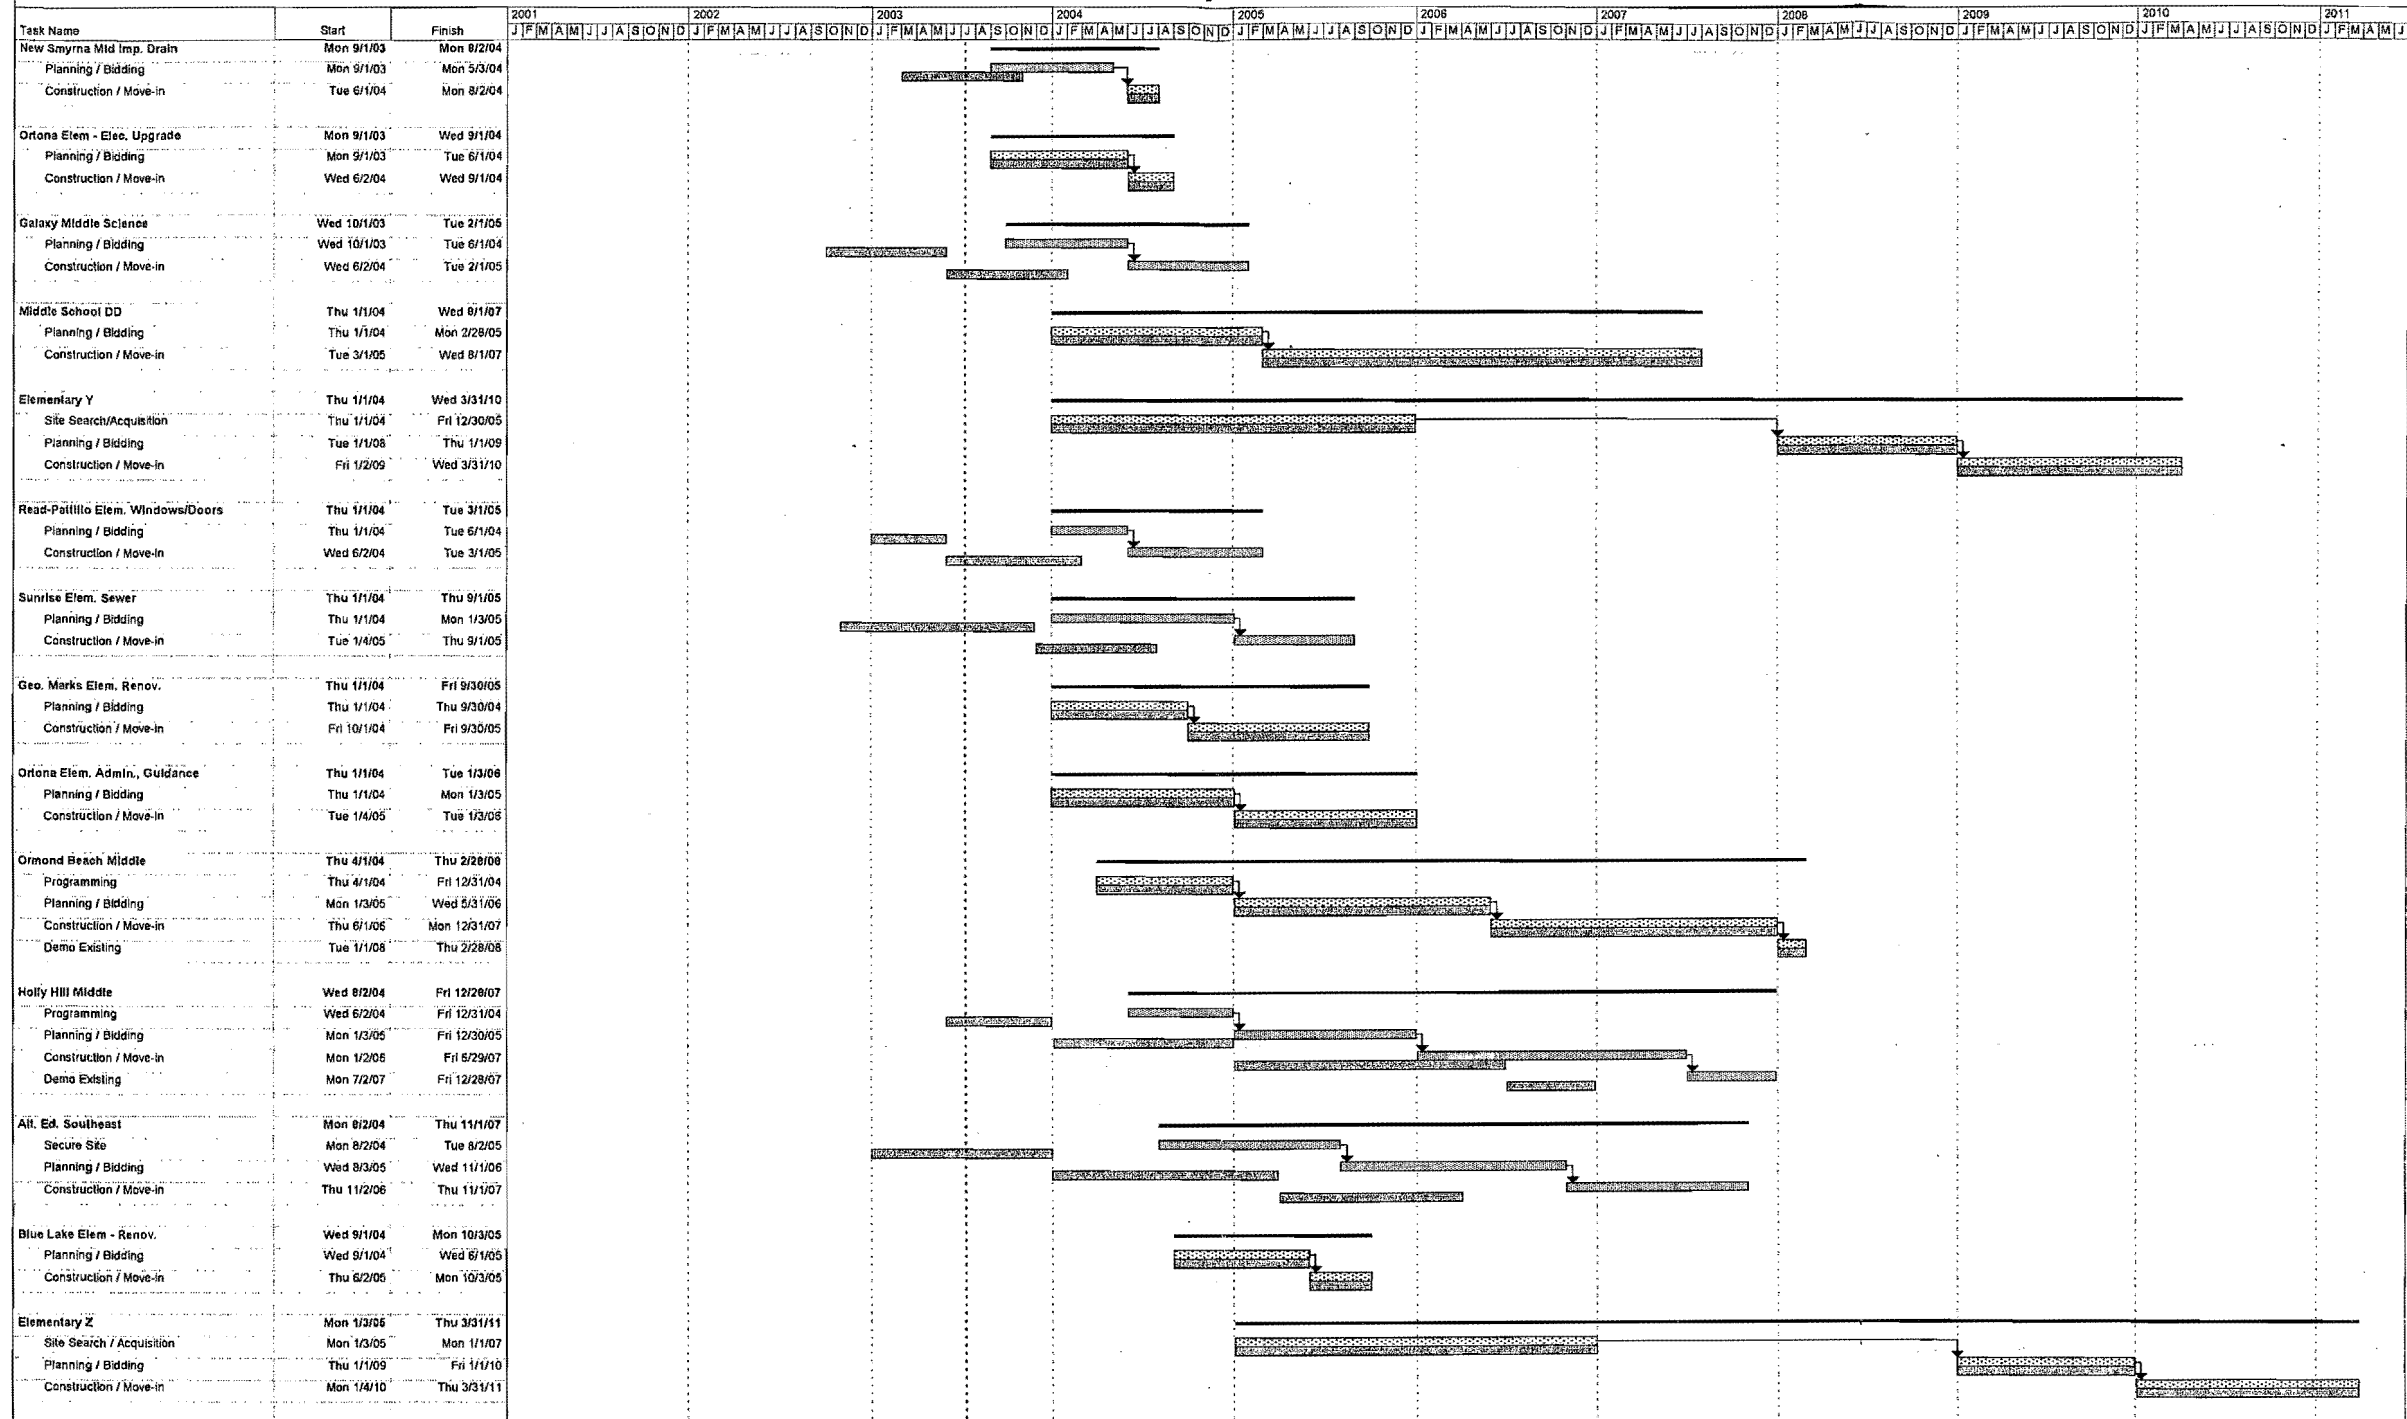 2001 2002 2003 2004 2005 2006 2007 2008 2009 2010 2011
Task Name Start Finish J F M A M J J A S O N D J F M A M J J A S O N D J F M A M J J A S O N D J F M A M J J A S O N D J F M A M J J A S O N D J F M A M J J A S O N D J F M A M J J A S O N D J F M A M J J A S O N D J F M A M J J A S O N D J F M A M J J A S O N D J F M A M J
New Smyrna Mid Imp. Drain Mon 9/1/03 Mon 8/2/04
Planning / Bidding Mon 9/1/03 Mon 5/3/04
Construction / Move-in Tue 6/1/04 Mon 8/2/04
Ortona Elem - Elec. Upgrade Mon 9/1/03 Wed 9/1/04
Planning / Bidding Mon 9/1/03 Tue 6/1/04
Construction / Move-in Wed 6/2/04 Wed 9/1/04
Galaxy Middle Science Wed 10/1/03 Tue 2/1/05
Planning / Bidding Wed 10/1/03 Tue 6/1/04
Construction / Move-in Wed 6/2/04 Tue 2/1/05
Middle School DD Thu 1/1/04 Wed 8/1/07
Planning / Bidding Thu 1/1/04 Mon 2/28/05
Construction / Move-in Tue 3/1/05 Wed 8/1/07
Elementary Y Thu 1/1/04 Wed 3/31/10
Site Search/Acquisition Thu 1/1/04 Fri 12/30/05
Planning / Bidding Tue 1/1/08 Thu 1/1/09
Construction / Move-in Fri 1/2/09 Wed 3/31/10
Read-Pattillo Elem. Windows/Doors Thu 1/1/04 Tue 3/1/05
Planning / Bidding Thu 1/1/04 Tue 6/1/04
Construction / Move-in Wed 6/2/04 Tue 3/1/05
Sunrise Elem. Sewer Thu 1/1/04 Thu 9/1/05
Planning / Bidding Thu 1/1/04 Mon 1/3/05
Construction / Move-in Tue 1/4/05 Thu 9/1/05
Geo. Marks Elem. Renov. Thu 1/1/04 Fri 9/30/05
Planning / Bidding Thu 1/1/04 Thu 9/30/04
Construction / Move-in Fri 10/1/04 Fri 9/30/05
Ortona Elem. Admin., Guidance Thu 1/1/04 Tue 1/3/06
Planning / Bidding Thu 1/1/04 Mon 1/3/05
Construction / Move-in Tue 1/4/05 Tue 1/3/06
Ormond Beach Middle Thu 4/1/04 Thu 2/28/08
Programming Thu 4/1/04 Fri 12/31/04
Planning / Bidding Mon 1/3/05 Wed 5/31/06
Construction / Move-in Thu 6/1/06 Mon 12/31/07
Demo Existing Tue 1/1/08 Thu 2/28/08
Holly Hill Middle Wed 6/2/04 Fri 12/28/07
Programming Wed 6/2/04 Fri 12/31/04
Planning / Bidding Mon 1/3/05 Fri 12/30/05
Construction / Move-in Mon 1/2/06 Fri 6/29/07
Demo Existing Mon 7/2/07 Fri 12/28/07
Alt. Ed. Southeast Mon 8/2/04 Thu 11/1/07
Secure Site Mon 8/2/04 Tue 8/2/05
Planning / Bidding Wed 8/3/05 Wed 11/1/06
Construction / Move-in Thu 11/2/06 Thu 11/1/07
Blue Lake Elem - Renov. Wed 9/1/04 Mon 10/3/05
Planning / Bidding Wed 9/1/04 Wed 6/1/05
Construction / Move-in Thu 6/2/05 Mon 10/3/05
Elementary Z Mon 1/3/05 Thu 3/31/11
Site Search / Acquisition Mon 1/3/05 Mon 1/1/07
Planning / Bidding Thu 1/1/09 Fri 1/1/10
Construction / Move-in Mon 1/4/10 Thu 3/31/11